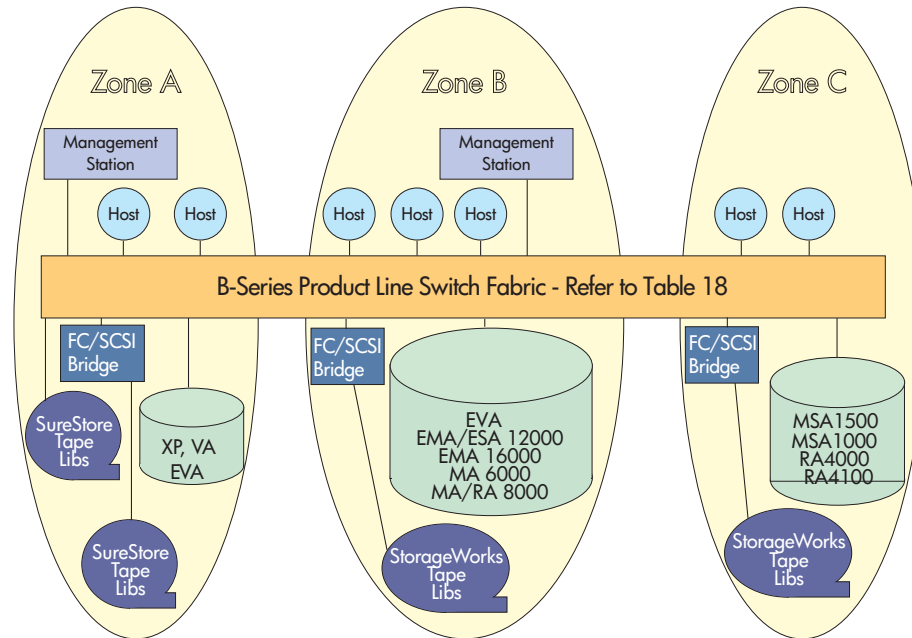 Zone A
Zone B
Zone C
Management
Station
Management
Station
Host
Host
Host
Host
Host
Host
Host
B-Series Product Line Switch Fabric - Refer to Table 18
FC/SCSI
Bridge
FC/SCSI
Bridge
FC/SCSI
Bridge
SureStore
Tape
Libs
XP, VA
EVA
EVA
EMA/ESA 12000
EMA 16000
MA 6000
MA/RA 8000
MSA1500
MSA1000
RA4000
RA4100
SureStore
Tape
Libs
StorageWorks
Tape
Libs
StorageWorks
Tape
Libs